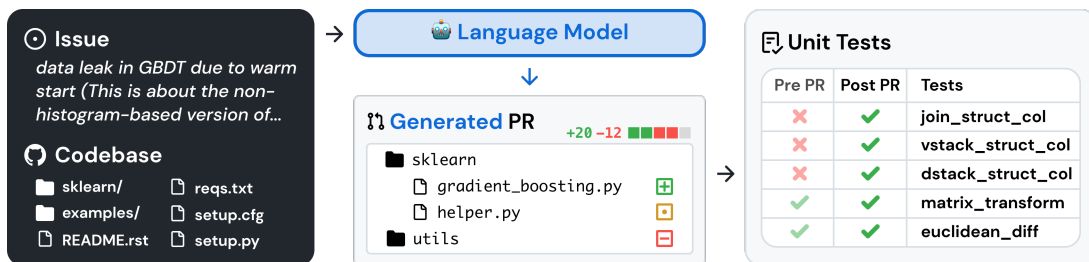 Issue
data leak in GBDT due to warm
start (This is about the non-
histogram-based version of...
Codebase
sklearn/
reqs.txt
examples/
setup.cfg
README.rst
setup.py
Language Model
Generated PR
+20 -12
sklearn
gradient_boosting.py
helper.py
utils
Unit Tests
Pre PR Post PR Tests
join_struct_col
vstack_struct_col
dstack_struct_col
matrix_transform
euclidean_diff